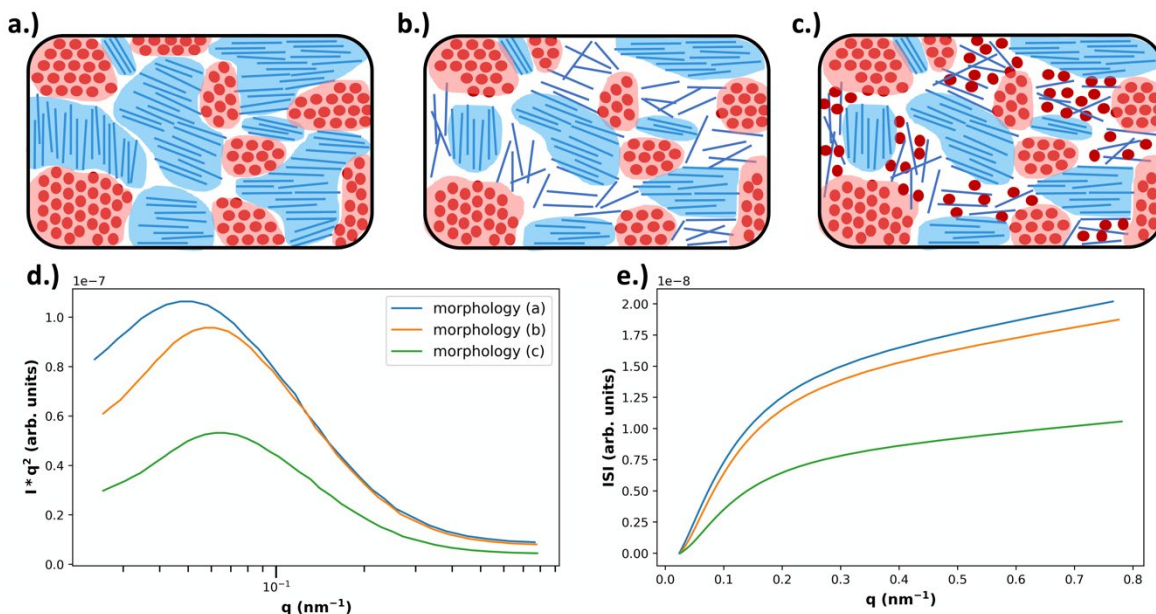 a.)
b.)
c.)
d.)
1e−7
I * q² (arb. units)
1.0
0.8
0.6
0.4
0.2
0.0
morphology (a)
morphology (b)
morphology (c)
10⁻¹
q (nm⁻¹)
e.)
1e−8
ISI (arb. units)
2.00
1.75
1.50
1.25
1.00
0.75
0.50
0.25
0.00
0.0 0.1 0.2 0.3 0.4 0.5 0.6 0.7 0.8
q (nm⁻¹)